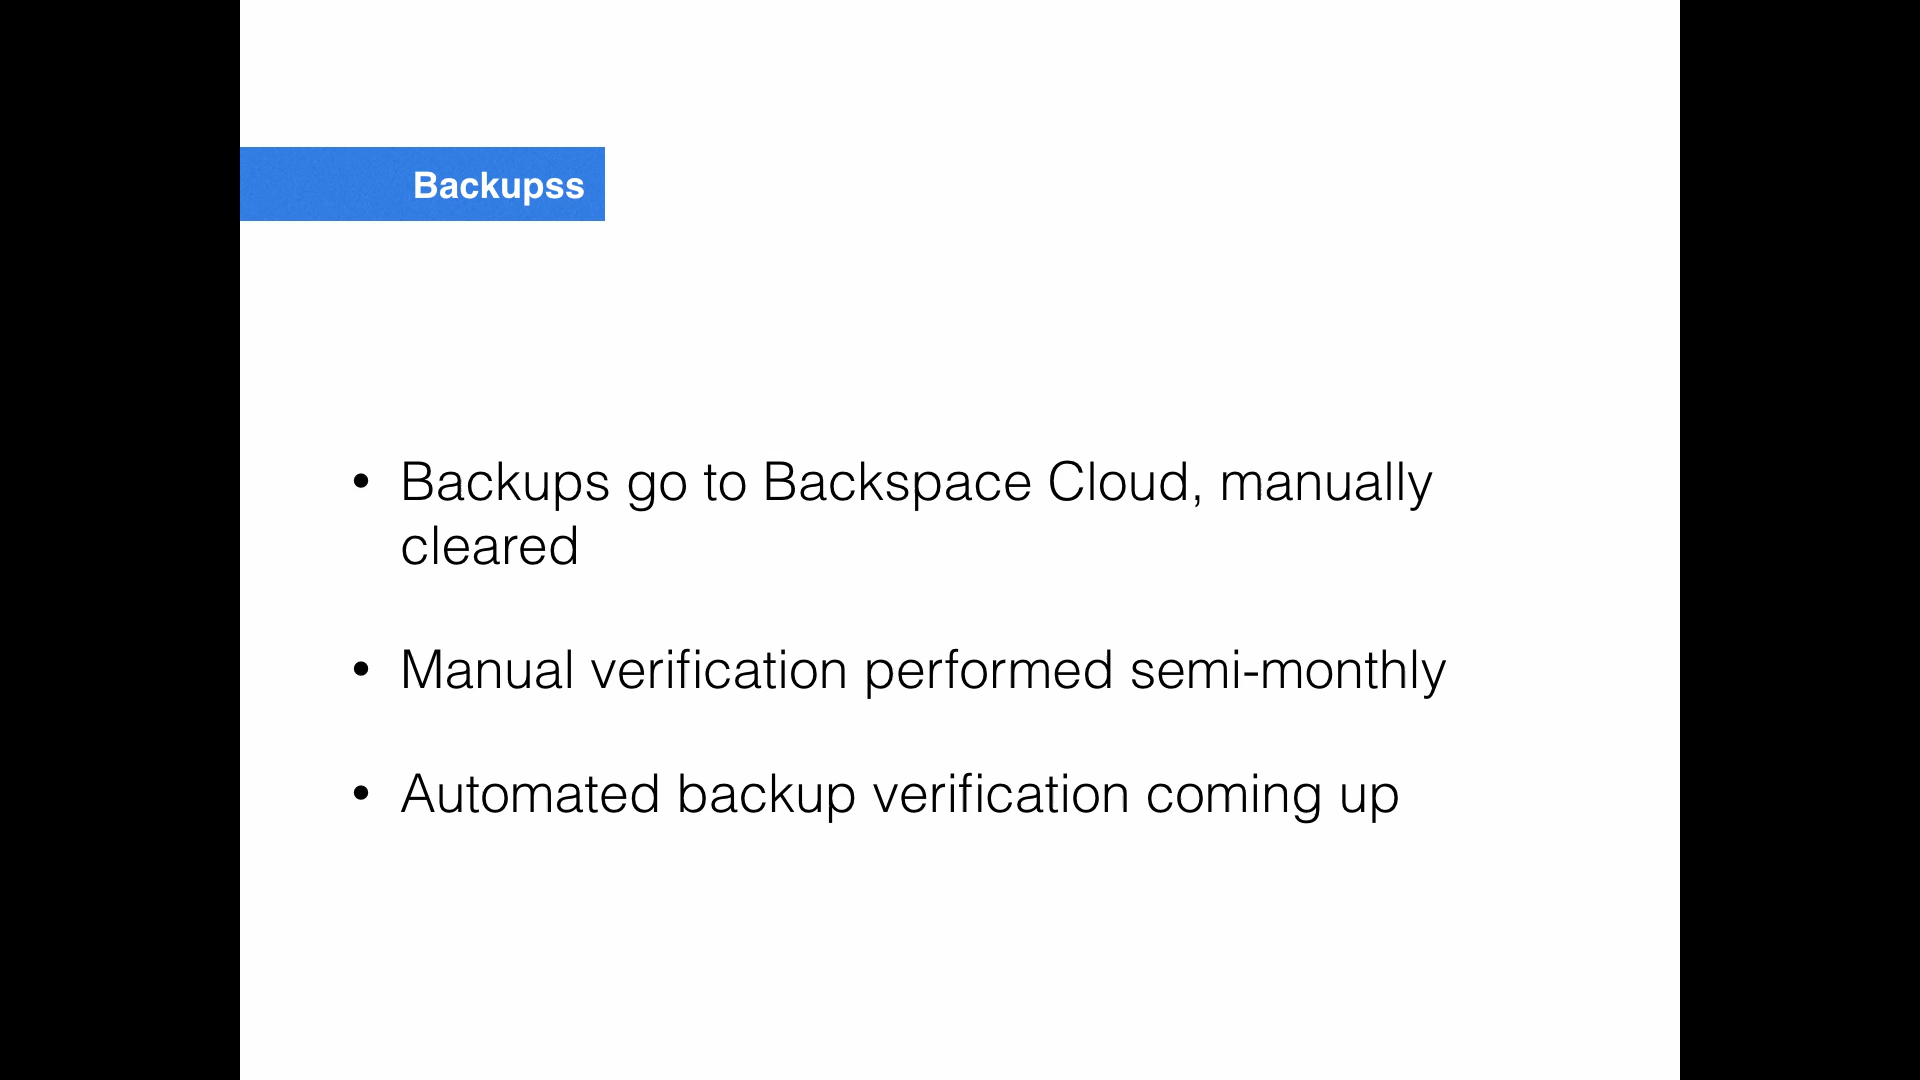 Backupss
• Backups go to Backspace Cloud, manually
cleared
• Manual verification performed semi-monthly
• Automated backup verification coming up